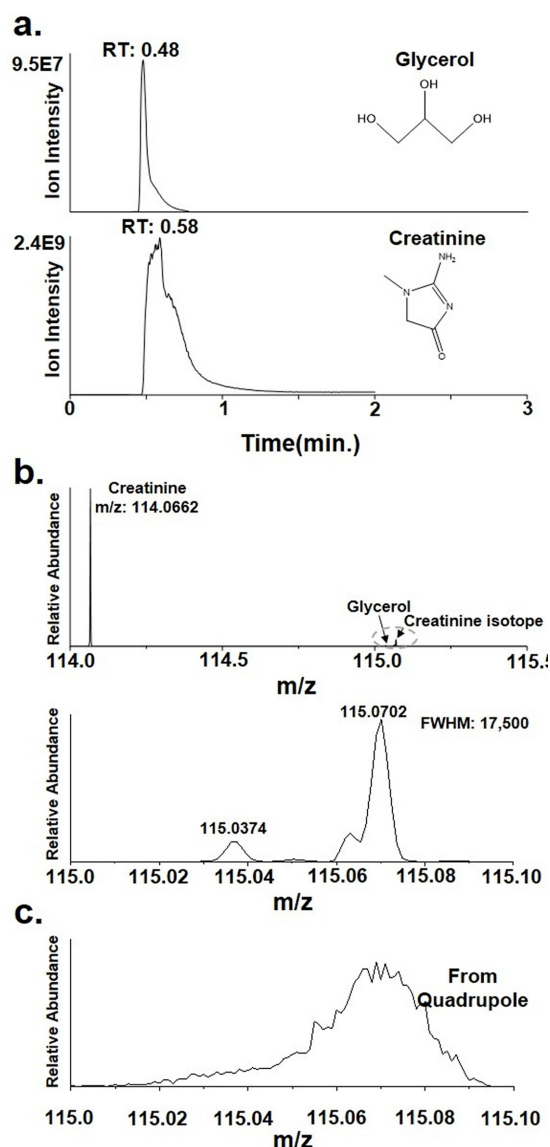 a.
RT: 0.48
9.5E7
Ion Intensity
Glycerol
OH
HO
OH
RT: 0.58
2.4E9
Ion Intensity
Creatinine
NH2
N
N
O
0 1 2 3
Time(min.)
b.
Relative Abundance
Creatinine
m/z: 114.0662
Glycerol
Creatinine isotope
114.0 114.5 115.0 115.5
m/z
Relative Abundance
115.0702
FWHM: 17,500
115.0374
115.0 115.02 115.04 115.06 115.08 115.10
m/z
c.
Relative Abundance
From
Quadrupole
115.0 115.02 115.04 115.06 115.08 115.10
m/z